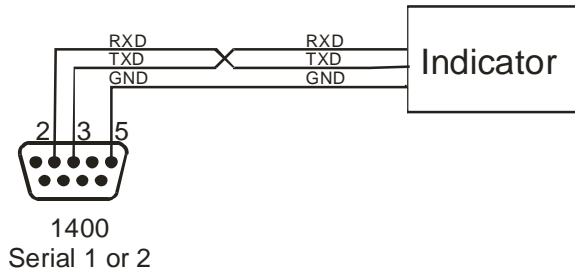 RXD RXD
TXD TXD
GND GND
Indicator
2 3 5
1400
Serial 1 or 2